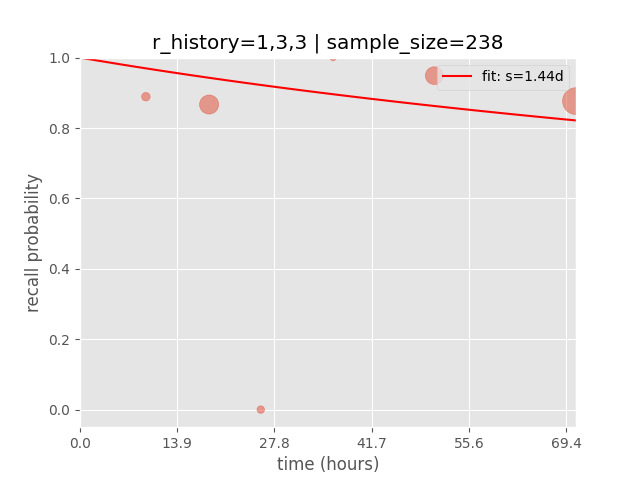 r_history=1,3,3 | sample_size=238
fit: s=1.44d
1.0
0.8
0.6
0.4
0.2
0.0
recall probability
0.0 13.9 27.8 41.7 55.6 69.4
time (hours)